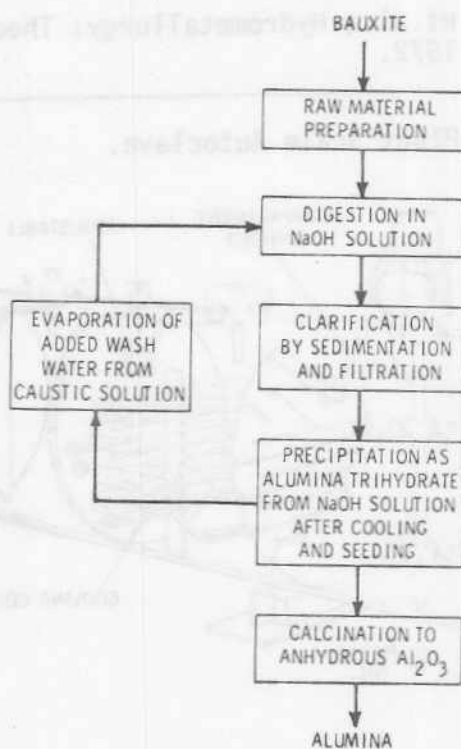 BAUXITE
RAW MATERIAL
PREPARATION
DIGESTION IN
NaOH SOLUTION
EVAPORATION OF
ADDED WASH
WATER FROM
CAUSTIC SOLUTION
CLARIFICATION
BY SEDIMENTATION
AND FILTRATION
PRECIPITATION AS
ALUMINA TRIHYDRATE
FROM NaOH SOLUTION
AFTER COOLING
AND SEEDING
CALCINATION TO
ANHYDROUS Al₂O₃
ALUMINA